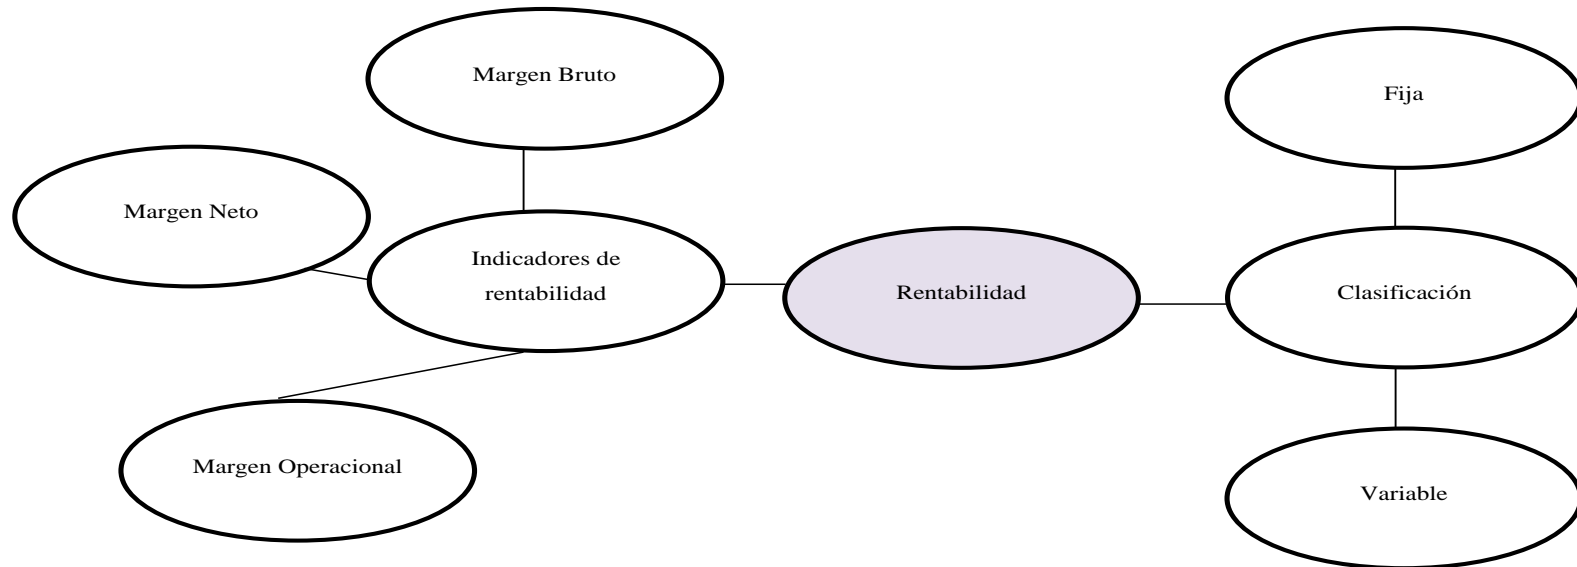 Margen Bruto
Fija
Margen Neto
Indicadores de
rentabilidad
Rentabilidad
Clasificación
Margen Operacional
Variable